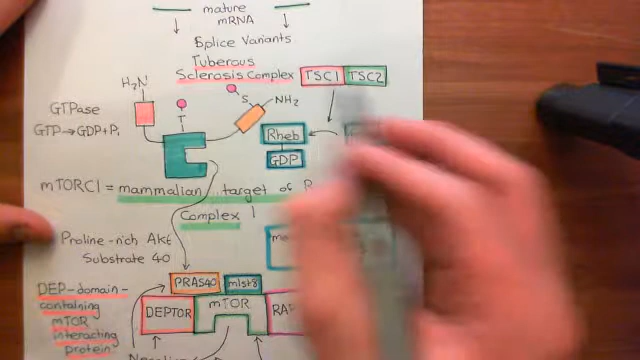 mature
mRNA
Splice Variants
Tuberous
Sclerosis Complex
TSC1 TSC2
H₂N
S
NH₂
GTPase
GTP→GDP+Pᵢ
T
Rheb
GDP
mTORC1 = mammalian target of
Complex 1
Proline-rich Akt
Substrate 40
PRAS40 mlst8
DEP-domain-
containing
mTOR
interacting
protein
DEPTOR mTOR